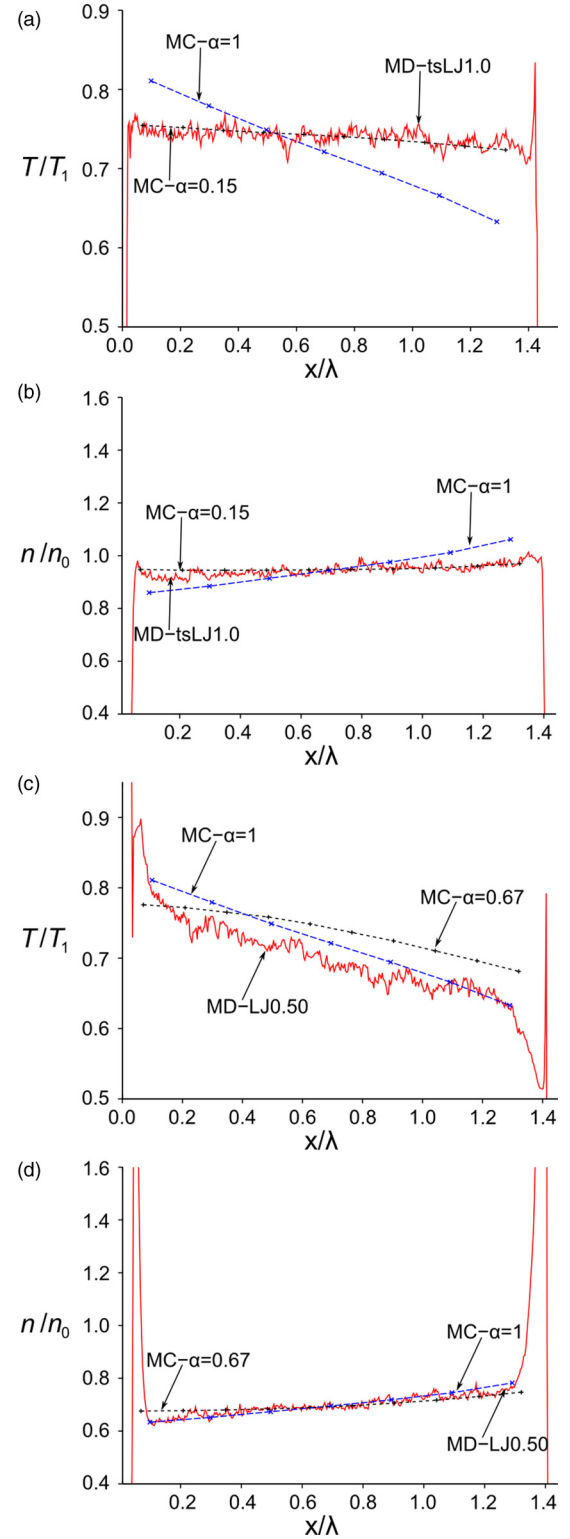 (a)
0.9
MC-α=1
MD-tsLJ1.0
0.8
T/T₁
0.7
MC-α=0.15
0.6
0.5
0.0 0.2 0.4 0.6 0.8 1.0 1.2 1.4
x/λ
(b)
1.6
1.4
MC-α=1
1.2
MC-α=0.15
n/n₀
1.0
0.8
MD-tsLJ1.0
0.6
0.4
0.2 0.4 0.6 0.8 1.0 1.2 1.4
x/λ
(c)
0.9
MC-α=1
MC-α=0.67
0.8
T/T₁
0.7
MD-LJ0.50
0.6
0.5
0.0 0.2 0.4 0.6 0.8 1.0 1.2 1.4
x/λ
(d)
1.6
1.4
1.2
n/n₀
1.0
MC-α=1
MC-α=0.67
0.8
0.6
MD-LJ0.50
0.4
0.2 0.4 0.6 0.8 1.0 1.2 1.4
x/λ